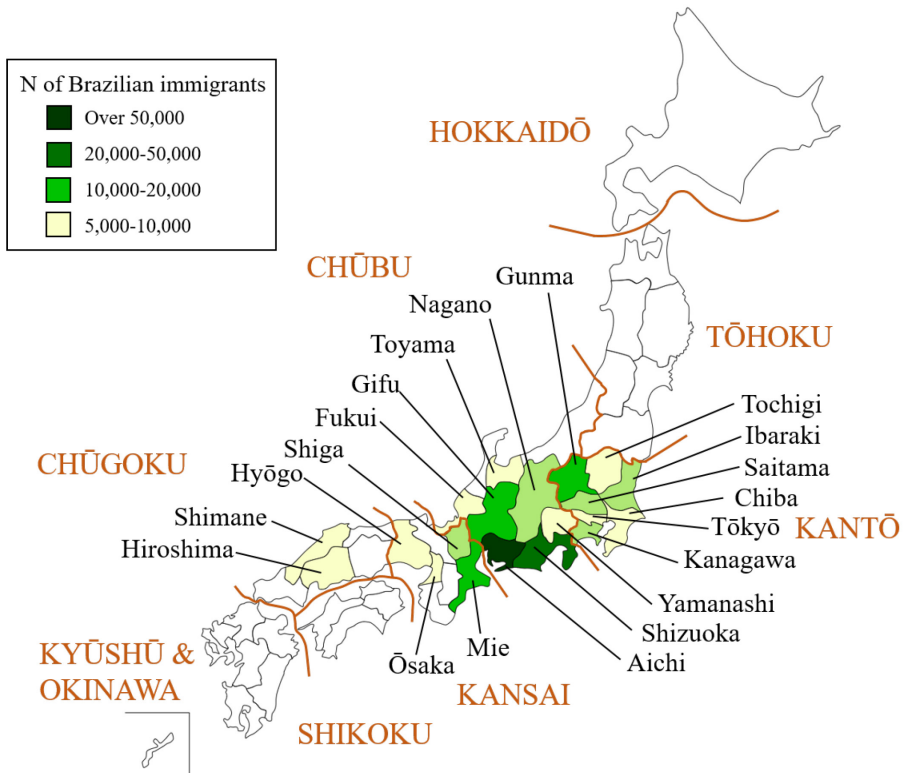 N of Brazilian immigrants
Over 50,000
20,000-50,000
10,000-20,000
5,000-10,000
HOKKAIDŌ
CHŪBU
Gunma
Nagano
Toyama
TŌHOKU
Gifu
Fukui
Tochigi
Shiga
Ibaraki
CHŪGOKU
Hyōgo
Saitama
Chiba
Shimane
Tōkyō
KANTŌ
Hiroshima
Kanagawa
Yamanashi
Shizuoka
Mie
Aichi
Ōsaka
KYŪSHŪ &
OKINAWA
KANSAI
SHIKOKU